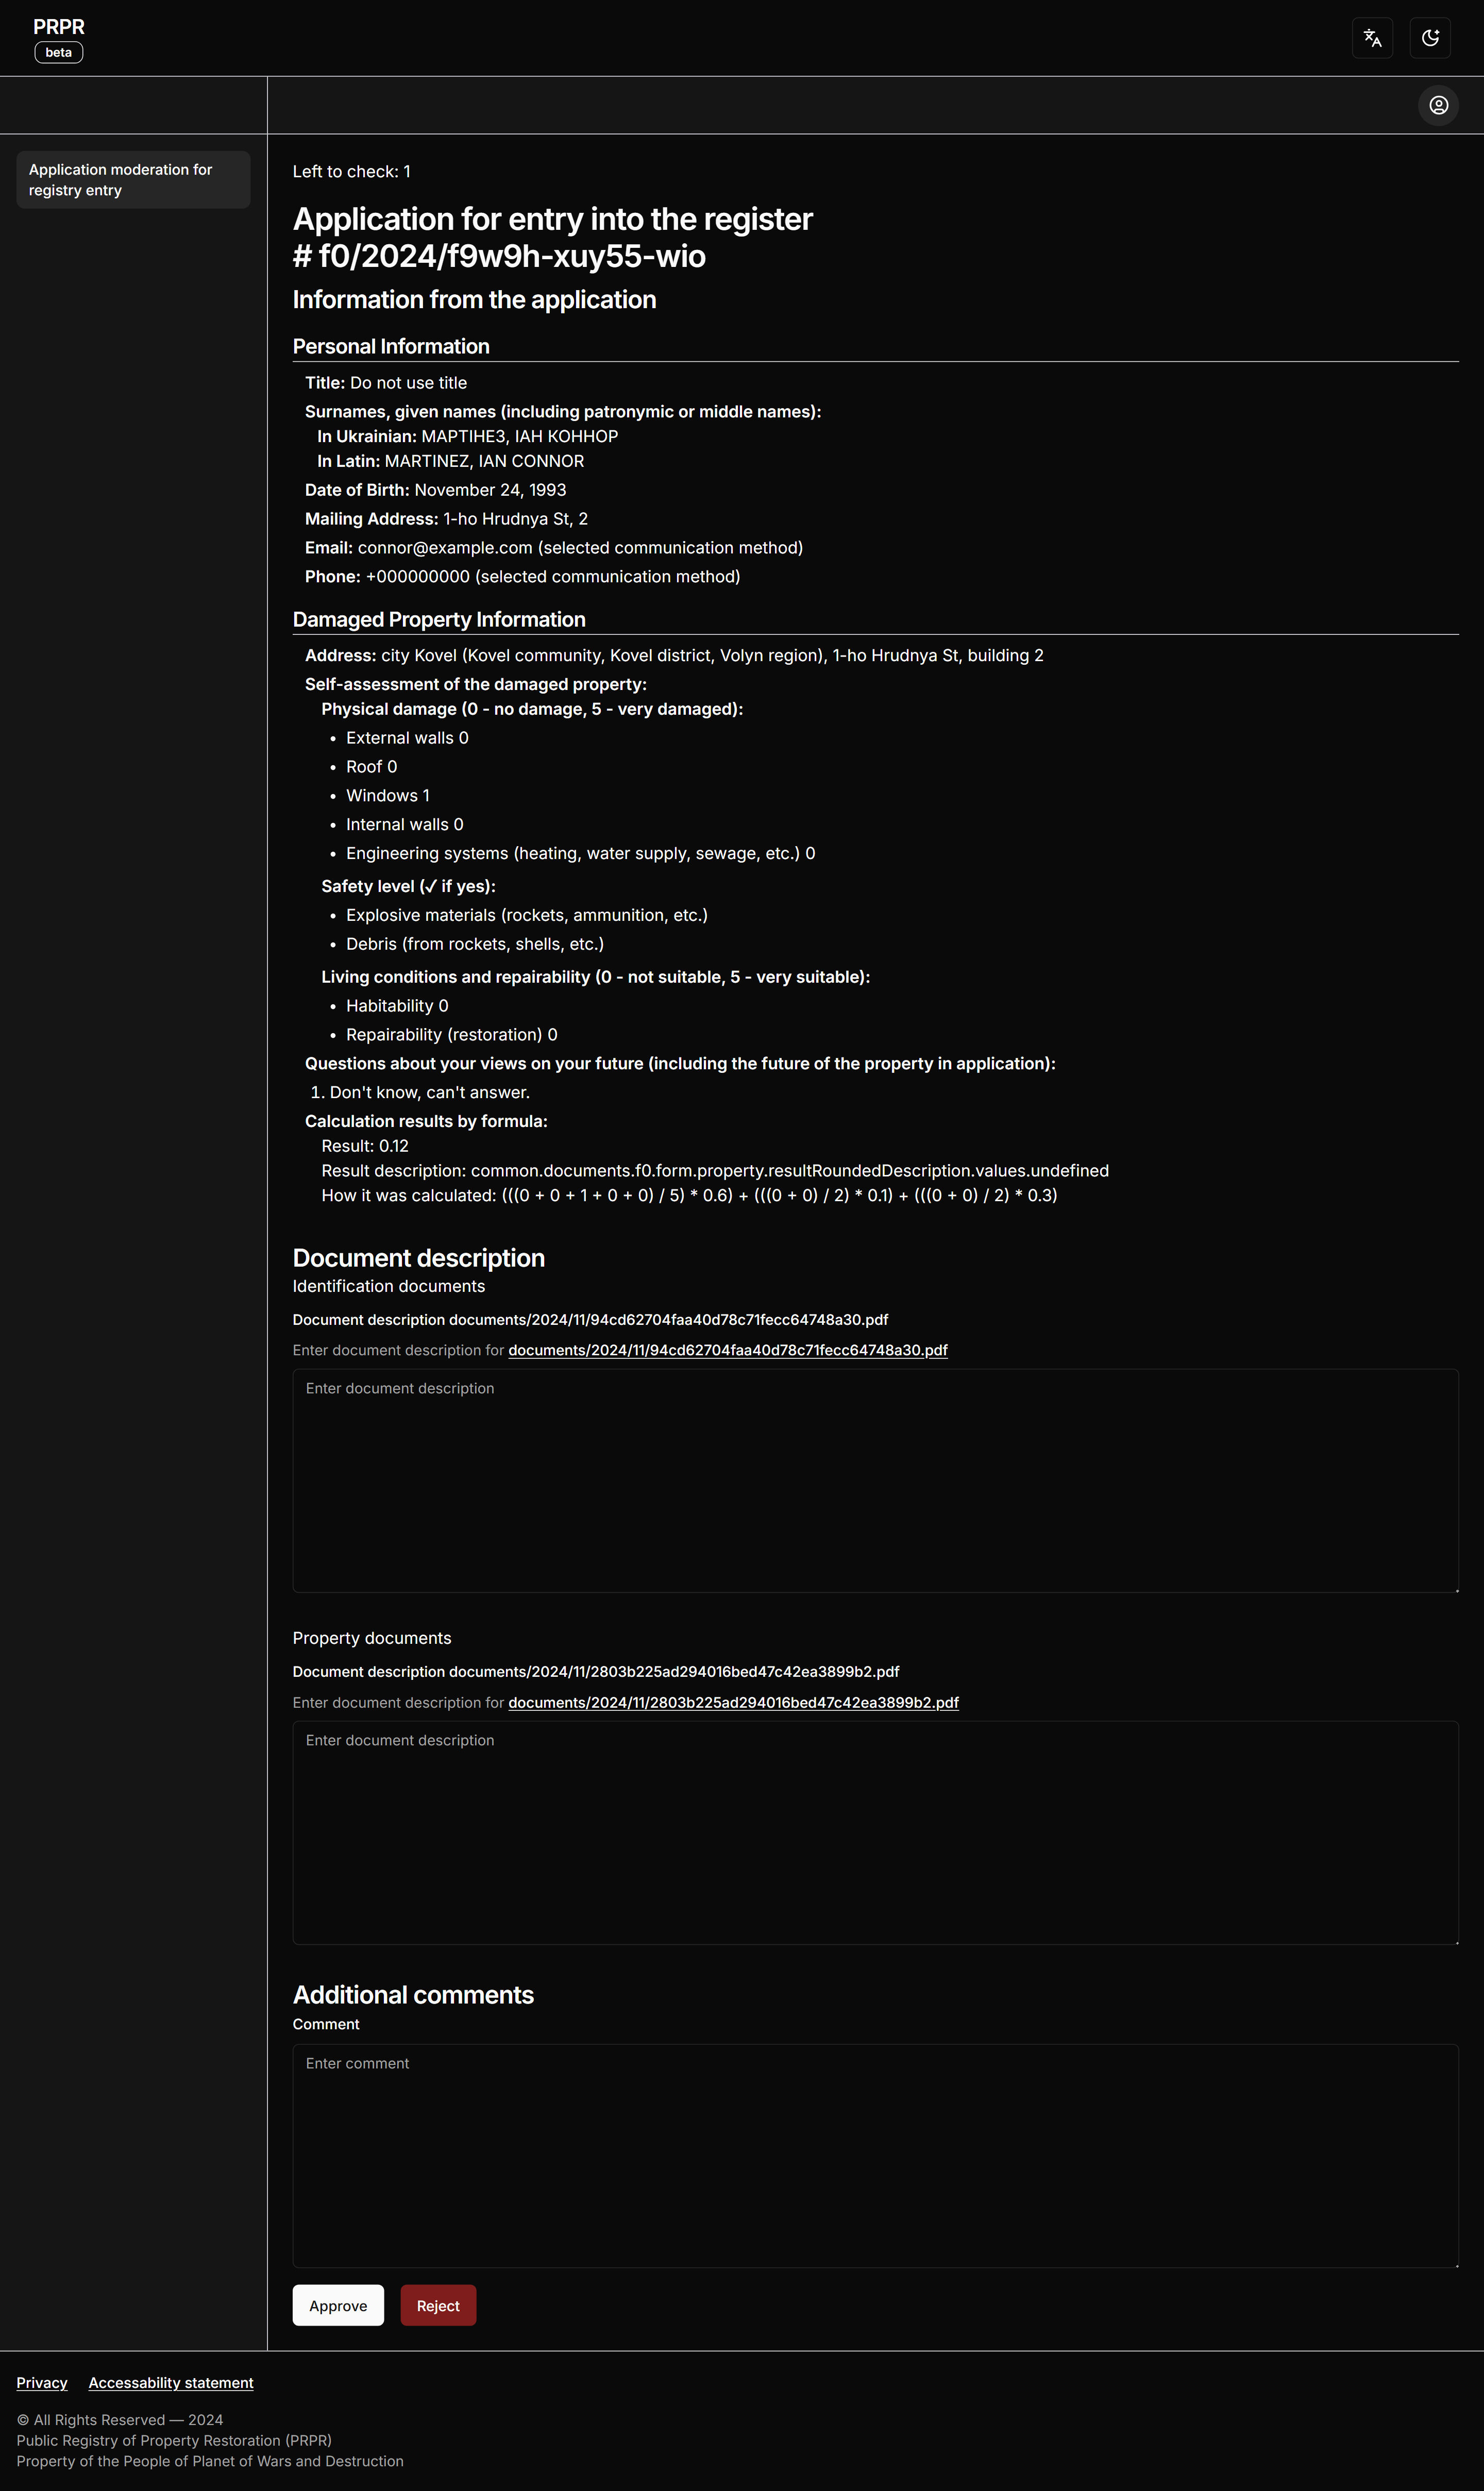 PRPR
beta
Application moderation for
registry entry
Left to check: 1
Application for entry into the register
# f0/2024/f9w9h-xuy55-wio
Information from the application
Personal Information
Title: Do not use title
Surnames, given names (including patronymic or middle names):
In Ukrainian: МАРТІНЕЗ, ІАН КОННОР
In Latin: MARTINEZ, IAN CONNOR
Date of Birth: November 24, 1993
Mailing Address: 1-ho Hrudnya St, 2
Email: connor@example.com (selected communication method)
Phone: +000000000 (selected communication method)
Damaged Property Information
Address: city Kovel (Kovel community, Kovel district, Volyn region), 1-ho Hrudnya St, building 2
Self-assessment of the damaged property:
Physical damage (0 - no damage, 5 - very damaged):
• External walls 0
• Roof 0
• Windows 1
• Internal walls 0
• Engineering systems (heating, water supply, sewage, etc.) 0
Safety level (✓ if yes):
• Explosive materials (rockets, ammunition, etc.)
• Debris (from rockets, shells, etc.)
Living conditions and repairability (0 - not suitable, 5 - very suitable):
• Habitability 0
• Repairability (restoration) 0
Questions about your views on your future (including the future of the property in application):
1. Don't know, can't answer.
Calculation results by formula:
Result: 0.12
Result description: common.documents.f0.form.property.resultRoundedDescription.values.undefined
How it was calculated: (((0 + 0 + 1 + 0 + 0) / 5) * 0.6) + (((0 + 0) / 2) * 0.1) + (((0 + 0) / 2) * 0.3)
Document description
Identification documents
Document description documents/2024/11/94cd62704faa40d78c71fecc64748a30.pdf
Enter document description for documents/2024/11/94cd62704faa40d78c71fecc64748a30.pdf
Enter document description
Property documents
Document description documents/2024/11/2803b225ad294016bed47c42ea3899b2.pdf
Enter document description for documents/2024/11/2803b225ad294016bed47c42ea3899b2.pdf
Enter document description
Additional comments
Comment
Enter comment
Approve Reject
Privacy Accessability statement
© All Rights Reserved — 2024
Public Registry of Property Restoration (PRPR)
Property of the People of Planet of Wars and Destruction